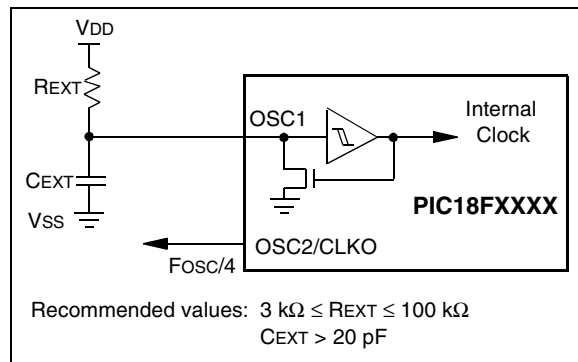 VDD
REXT
OSC1
Internal
Clock
CEXT
PIC18FXXXX
VSS
OSC2/CLKO
FOSC/4
Recommended values: 3 kΩ ≤ REXT ≤ 100 kΩ
CEXT > 20 pF